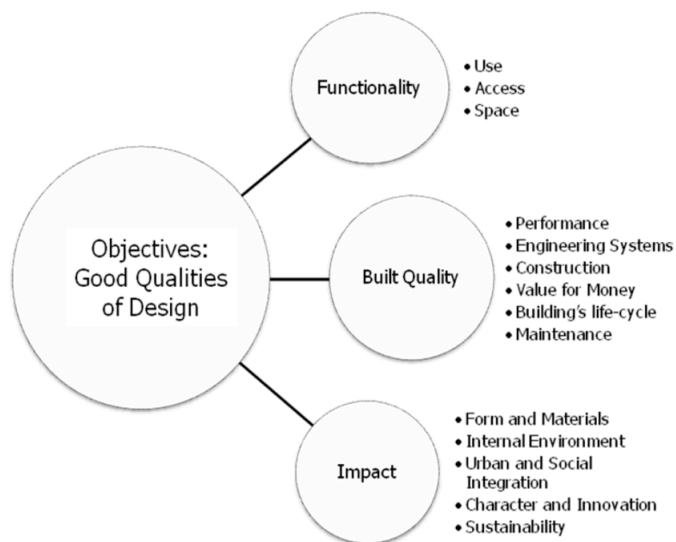 Functionality
• Use
• Access
• Space
Objectives:
Good Qualities
of Design
Built Quality
• Performance
• Engineering Systems
• Construction
• Value for Money
• Building's life-cycle
• Maintenance
Impact
• Form and Materials
• Internal Environment
• Urban and Social
Integration
• Character and Innovation
• Sustainability